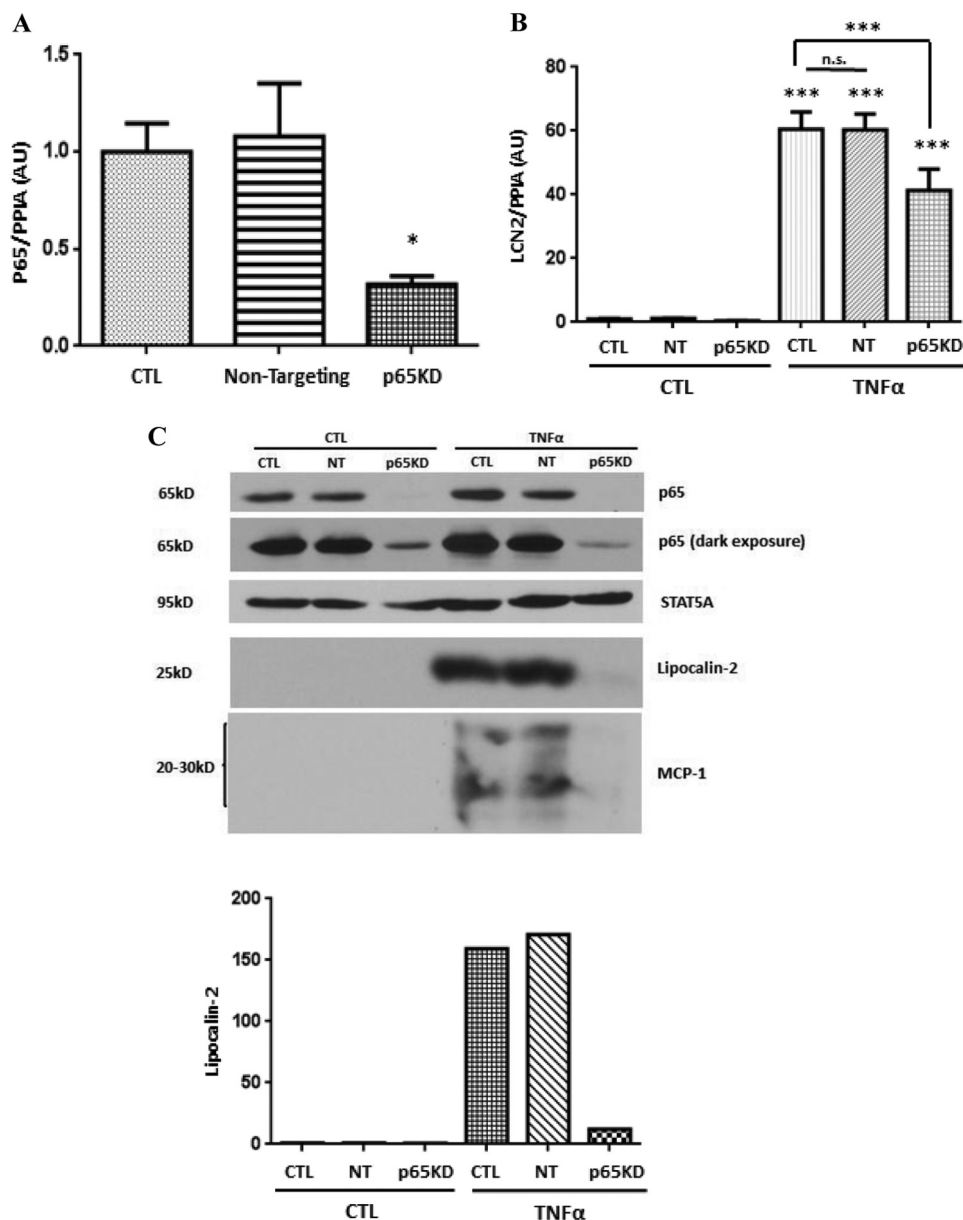 A
P65/PPIA (AU)
1.5
1.0
0.5
0.0
*
CTL Non-Targeting p65KD
B
LCN2/PPIA (AU)
80
60
40
20
0
***
n.s.
*** *** ***
CTL NT p65KD CTL NT p65KD
CTL TNFα
C
CTL TNFα
CTL NT p65KD CTL NT p65KD
65kD p65
65kD p65 (dark exposure)
95kD STAT5A
25kD Lipocalin-2
20-30kD MCP-1
Lipocalin-2
200
150
100
50
0
CTL NT p65KD CTL NT p65KD
CTL TNFα